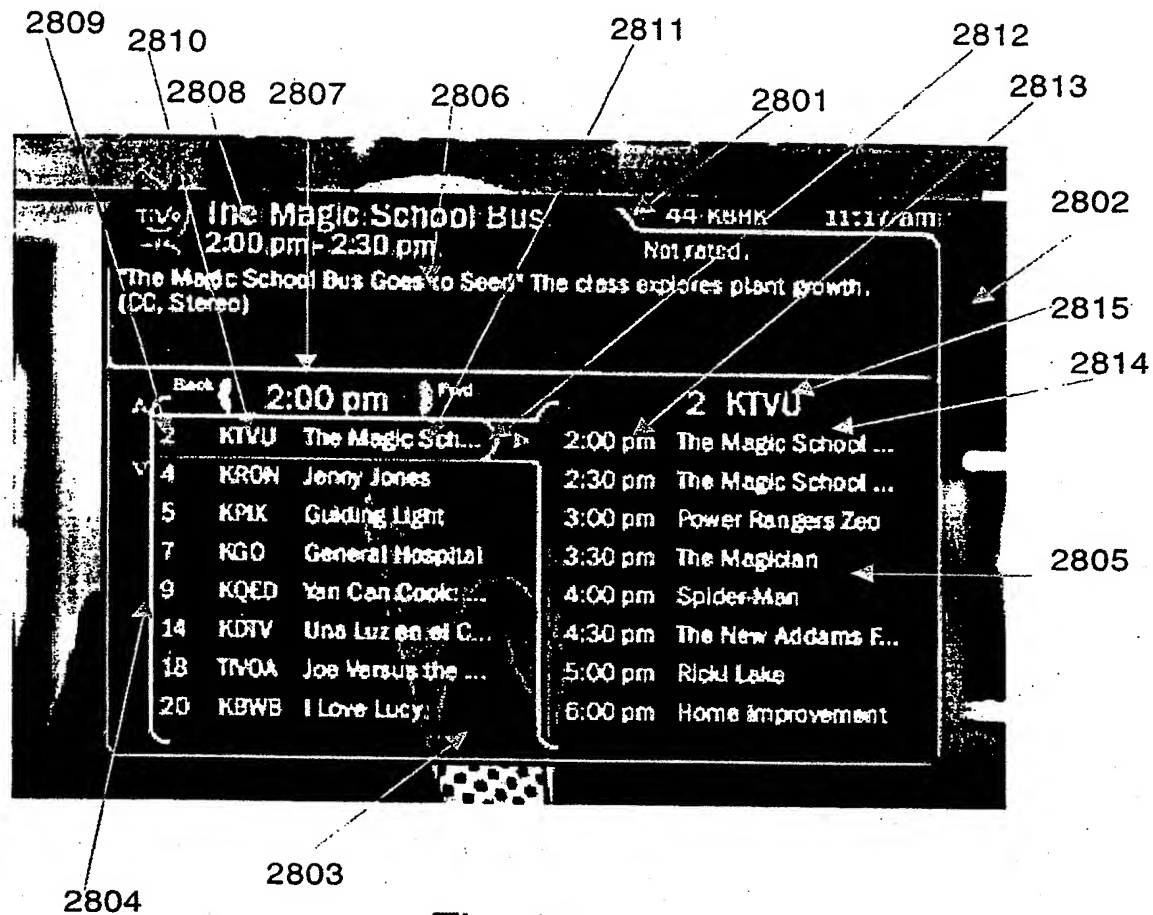 2809
2810
2811
2812
2808 2807 2806
2801
2813
2802
TiVo The Magic School Bus 44 KBHK 11:17 am
2:00 pm - 2:30 pm Not rated.
"The Magic School Bus Goes to Seed" The class explores plant growth.
(CC, Stereo)
2815
2814
Back 2:00 pm Fwd 2 KTVU
2 KTVU The Magic Sch... 2:00 pm The Magic School ...
4 KRON Jenny Jones 2:30 pm The Magic School ...
5 KPIX Guiding Light 3:00 pm Power Rangers Zeo
7 KGO General Hospital 3:30 pm The Magician
2805
9 KQED Yan Can Cook: ... 4:00 pm Spider-Man
14 KDTV Una Luz en el C... 4:30 pm The New Addams F...
18 TIVOA Joe Versus the ... 5:00 pm Ricki Lake
20 KBWB I Love Lucy 6:00 pm Home Improvement
2803
2804